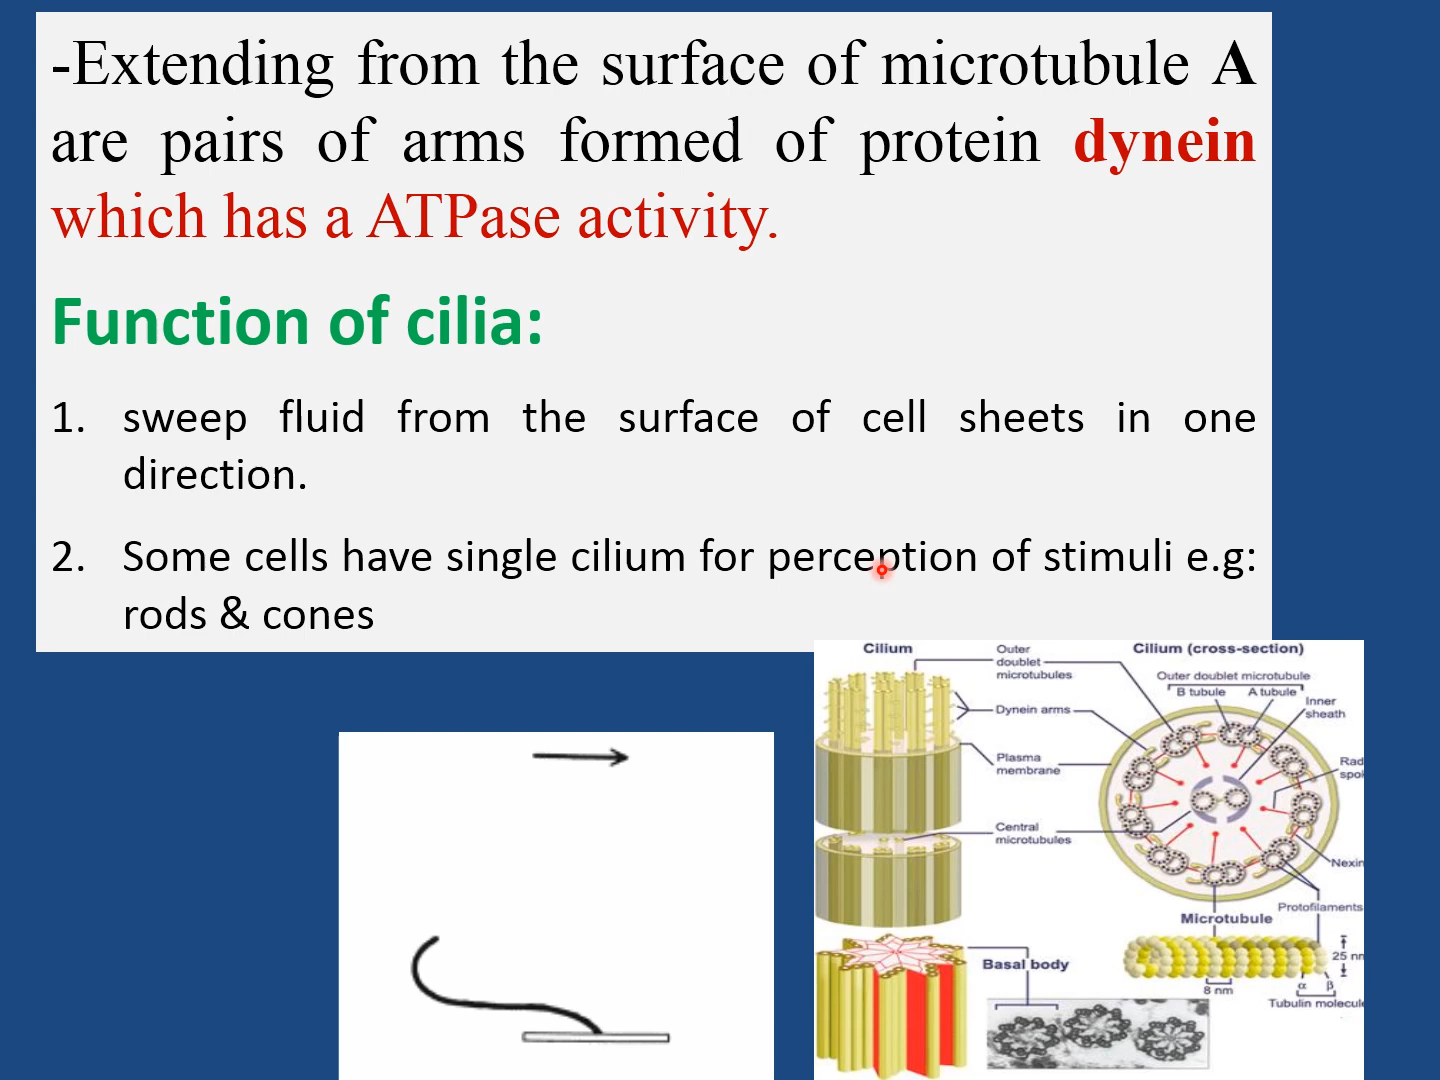 -Extending from the surface of microtubule A
are pairs of arms formed of protein dynein
which has a ATPase activity.
Function of cilia:
1. sweep fluid from the surface of cell sheets in one
direction.
2. Some cells have single cilium for perception of stimuli e.g:
rods & cones
Cilium
Outer
doublet
microtubules
Dynein arms
Plasma
membrane
Central
microtubules
Basal body
Cilium (cross-section)
Outer doublet microtubule
B tubule A tubule
Inner
sheath
Rad
spo
Nexin
Protofilaments
Microtubule
25 nm
8 nm
α β
Tubulin molecule